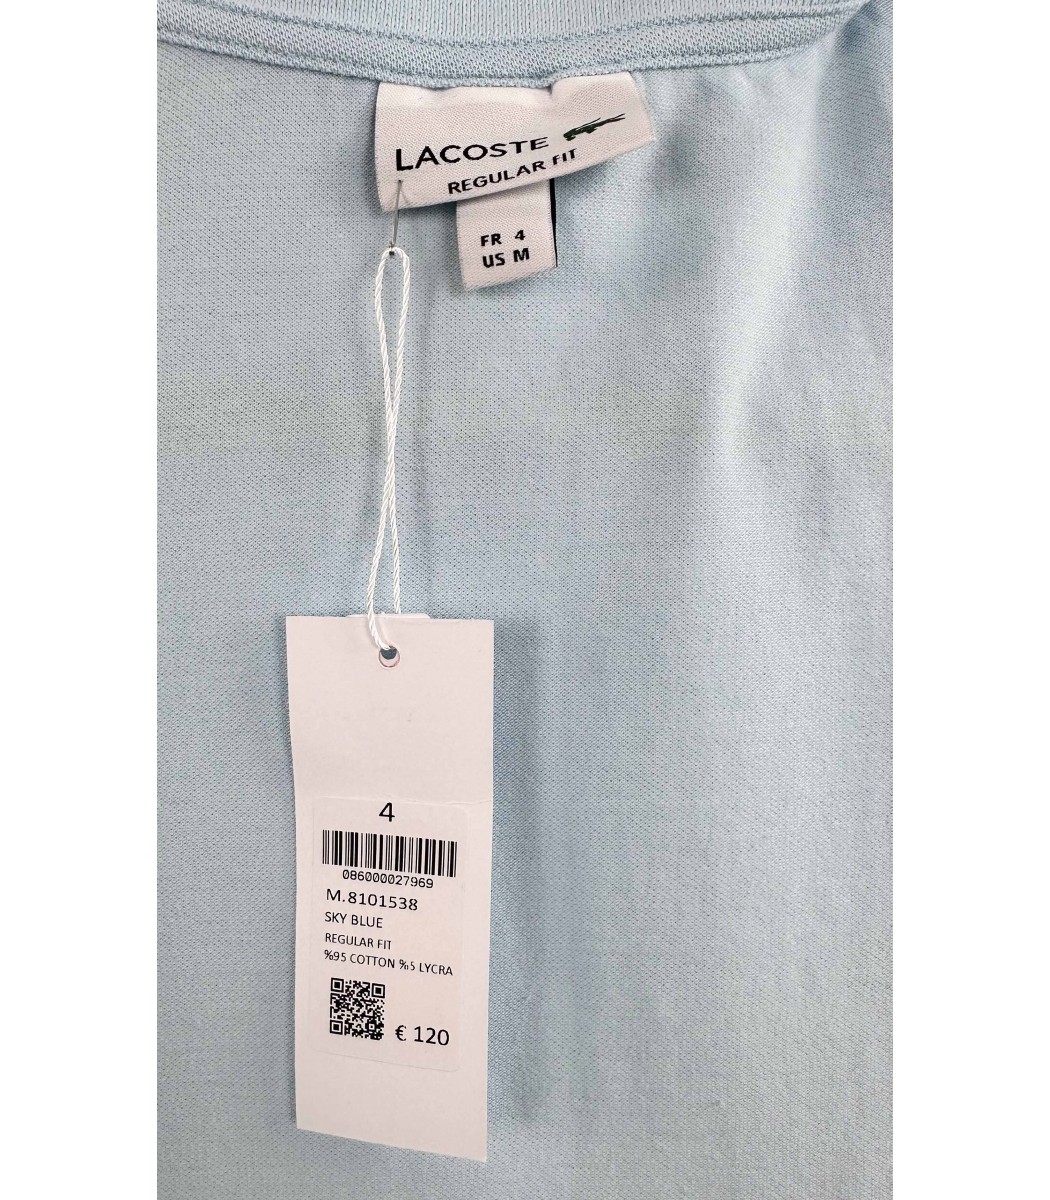 LACOSTE
REGULAR FIT
FR 4
US M
4
086000027969
M.8101538
SKY BLUE
REGULAR FIT
%95 COTTON %5 LYCRA
€ 120